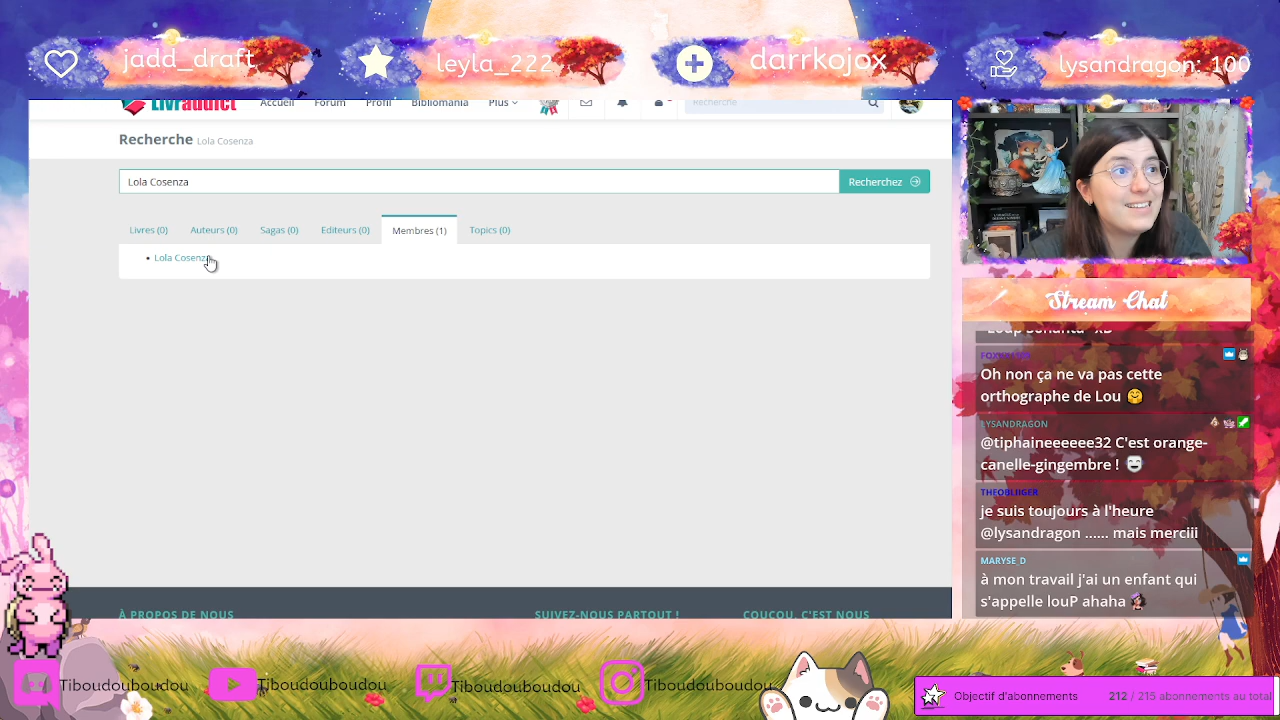 jadd_draft
leyla_222
darrkojox
lysandragon: 100
Livraddict
Accueil
Forum
Profil
Bibliomania
Plus
Recherche
Recherche Lola Cosenza
Lola Cosenza
Recherchez
Livres (0)
Auteurs (0)
Sagas (0)
Editeurs (0)
Membres (1)
Topics (0)
• Lola Cosenza
À PROPOS DE NOUS
SUIVEZ-NOUS PARTOUT !
COUCOU, C'EST NOUS
Stream Chat
Oh non ça ne va pas cette
orthographe de Lou 🤗
LYSANDRAGON
@tiphaineeeeee32 C'est orange-
canelle-gingembre !
THEOBLIIGER
je suis toujours à l'heure
@lysandragon ...... mais merciii
MARYSE_D
à mon travail j'ai un enfant qui
s'appelle louP ahaha
Tiboudouboudou
Tiboudouboudou
Tiboudouboudou
Tiboudouboudou
Objectif d'abonnements
212 / 215 abonnements au total